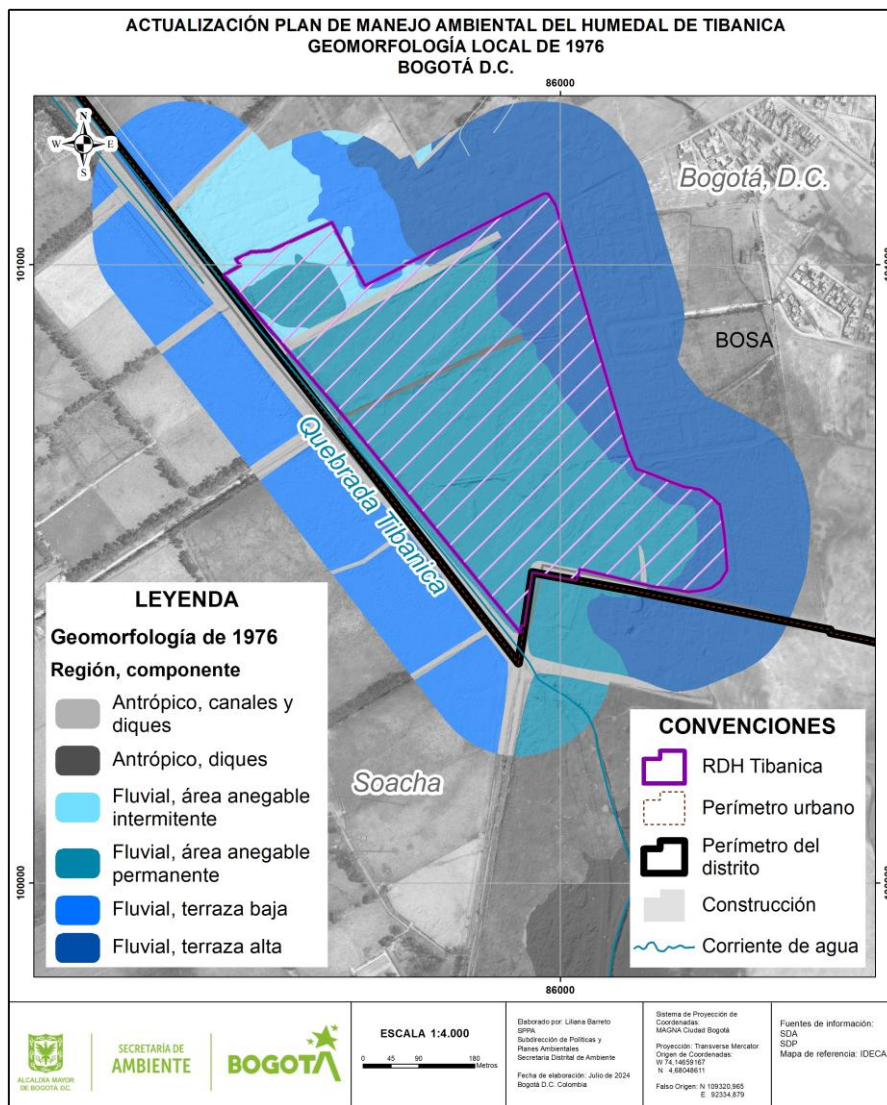 ACTUALIZACIÓN PLAN DE MANEJO AMBIENTAL DEL HUMEDAL DE TIBANICA
GEOMORFOLOGÍA LOCAL DE 1976
BOGOTÁ D.C.
86000
N
W E
S
Bogotá, D.C.
101000
101000
BOSA
Quebrada Tibanica
Soacha
LEYENDA
Geomorfología de 1976
Región, componente
Antrópico, canales y
diques
Antrópico, diques
Fluvial, área anegable
intermitente
Fluvial, área anegable
permanente
Fluvial, terraza baja
Fluvial, terraza alta
CONVENCIONES
RDH Tibanica
Perímetro urbano
Perímetro del
distrito
Construcción
Corriente de agua
100000
100000
86000
ALCALDÍA MAYOR
DE BOGOTÁ D.C.
SECRETARÍA DE
AMBIENTE
BOGOTÁ
ESCALA 1:4.000
0 45 90 180
Metros
Elaborado por: Liliana Barreto
SPPA
Subdirección de Políticas y
Planes Ambientales
Secretaria Distrital de Ambiente
Fecha de elaboración: Julio de 2024
Bogotá D.C. Colombia
Sistema de Proyección de
Coordenadas:
MAGNA Ciudad Bogotá
Proyección: Transverse Mercator
Origen de Coordenadas:
W 74,14659167
N 4,68048611
Falso Origen: N 109320,965
E 92334,879
Fuentes de información:
SDA
SDP
Mapa de referencia: IDECA